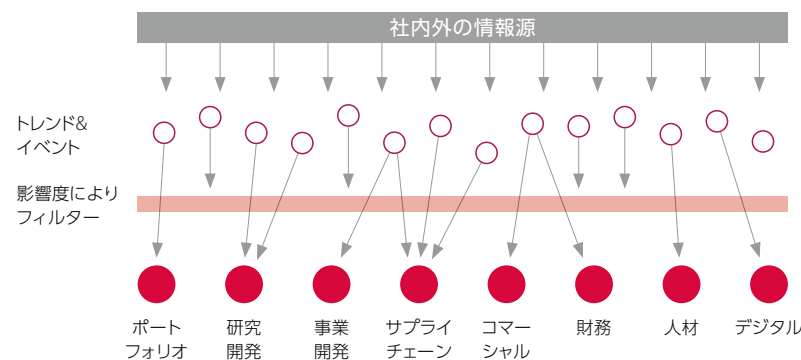 社内外の情報源
トレンド&
イベント
影響度により
フィルター
ポート
フォリオ
研究
開発
事業
開発
サプライ
チェーン
コマー
シャル
財務
人材
デジタル